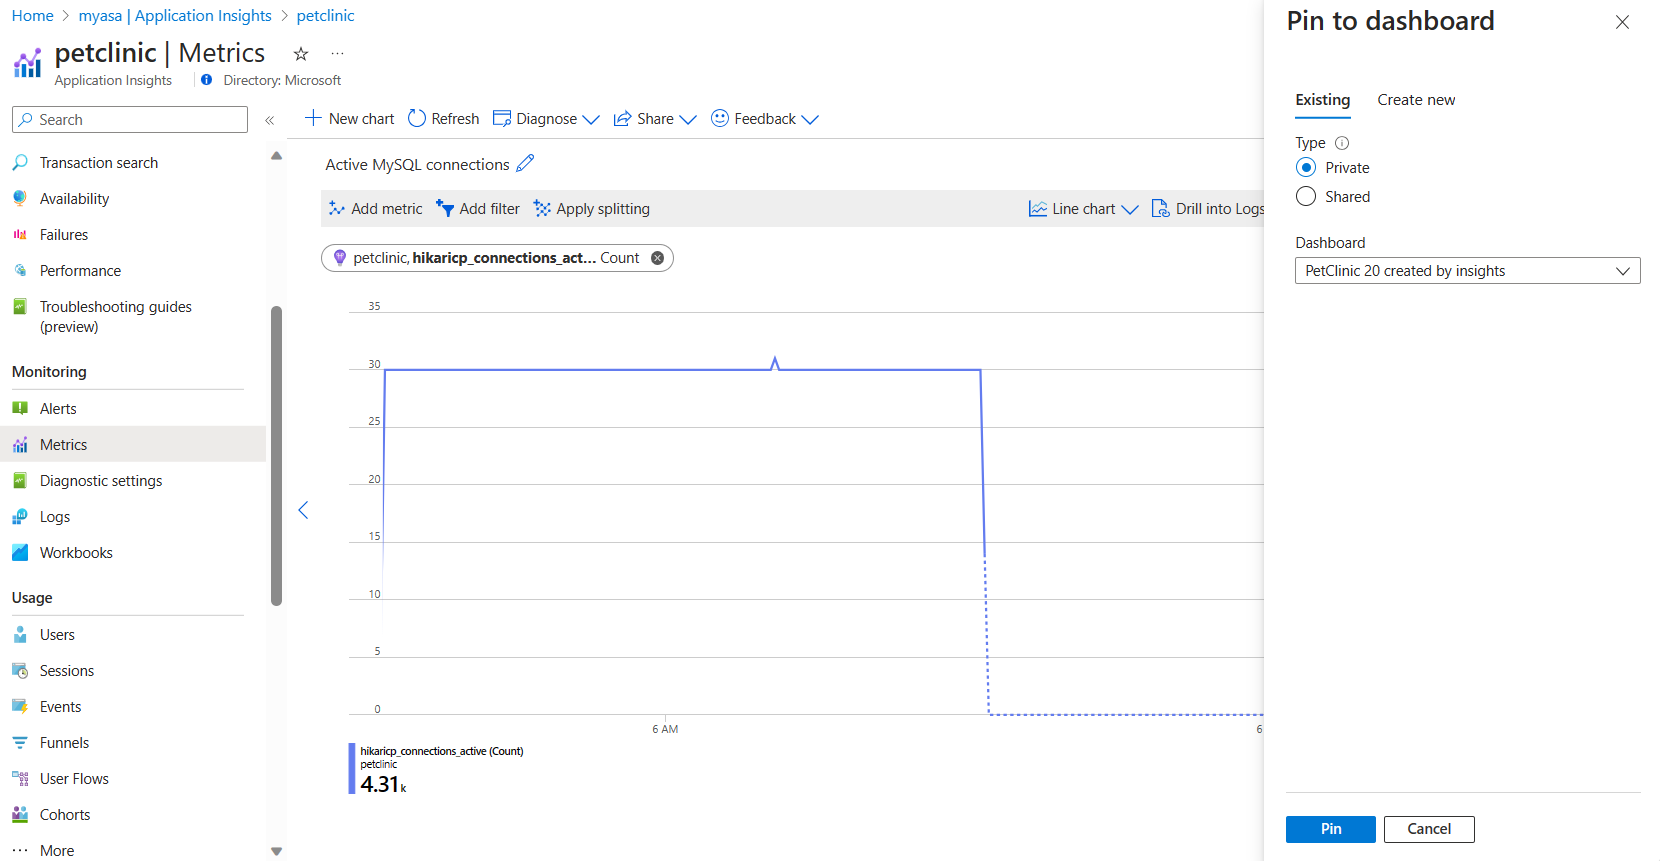 Home > myasa | Application Insights > petclinic
petclinic | Metrics ☆ ...
Application Insights
Directory: Microsoft
Search
«
Transaction search
Availability
Failures
Performance
Troubleshooting guides
(preview)
Monitoring
Alerts
Metrics
Diagnostic settings
Logs
Workbooks
Usage
Users
Sessions
Events
Funnels
User Flows
Cohorts
... More
New chart Refresh Diagnose Share Feedback
Active MySQL connections
Add metric Add filter Apply splitting Line chart Drill into Logs
petclinic, hikaricp_connections_act... Count
35
30
25
20
15
10
5
0
6 AM
6
hikaricp_connections_active (Count)
petclinic
4.31 k
Pin to dashboard
Existing Create new
Type
Private
Shared
Dashboard
PetClinic 20 created by insights
Pin Cancel